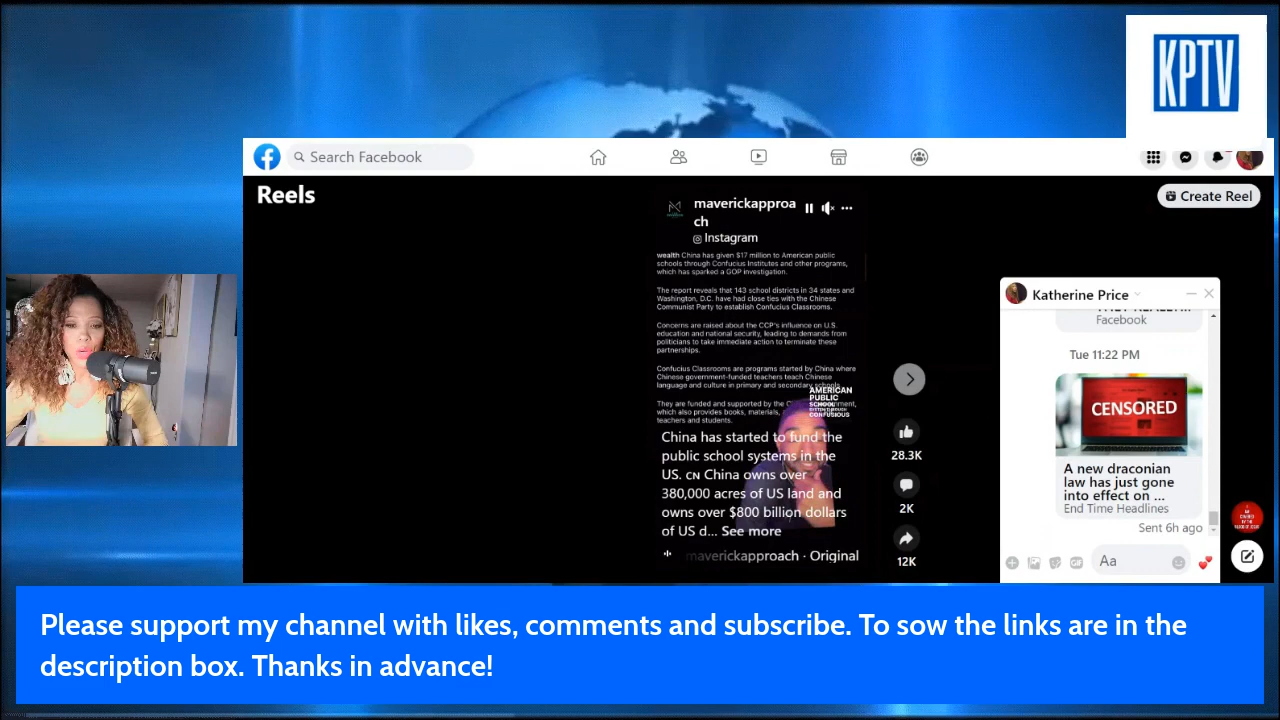 KPTV
Search Facebook
Reels
Create Reel
maverickapproa
ch
Instagram
wealth China has given $17 million to American public
schools through Confucius Institutes and other programs,
which has sparked a GOP investigation.
The report reveals that 143 school districts in 34 states and
Washington, D.C. have had close ties with the Chinese
Communist Party to establish Confucius Classrooms.
Concerns are raised about the CCP's influence on U.S.
education and national security, leading to demands from
politicians to take immediate action to terminate these
partnerships.
Confucius Classrooms are programs started by China where
Chinese government-funded teachers teach Chinese
language and culture in primary and secondary schools.
They are funded and supported by the
which also provides books, materials,
teachers and students.
AMERICAN
PUBLIC
SCHOOL
CONFUCIOUS
China has started to fund the
public school systems in the
US. CN China owns over
380,000 acres of US land and
owns over $800 billion dollars
of US d... See more
maverickapproach · Original
28.3K
2K
12K
Katherine Price
Facebook
Tue 11:22 PM
CENSORED
A new draconian
law has just gone
into effect on ...
End Time Headlines
Sent 6h ago
GIF
Aa
Please support my channel with likes, comments and subscribe. To sow the links are in the
description box. Thanks in advance!